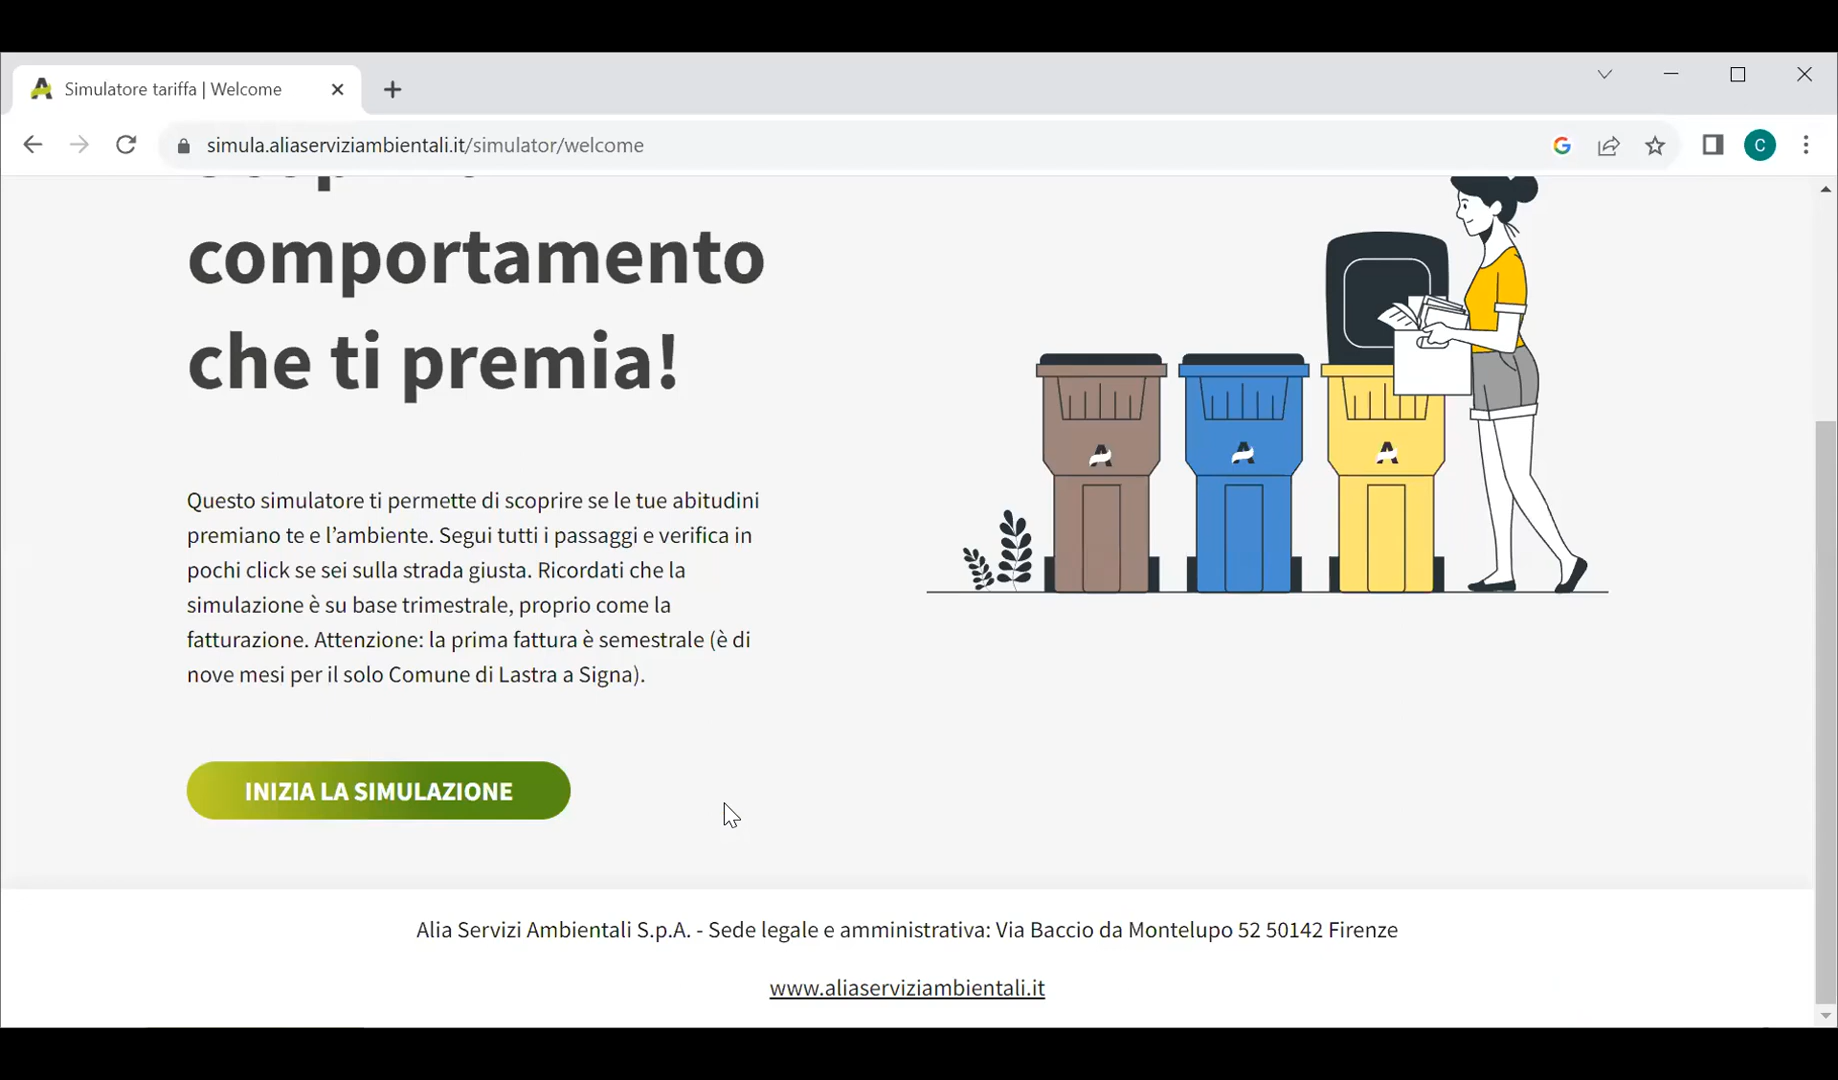 Simulatore tariffa | Welcome
simula.aliaserviziambientali.it/simulator/welcome
C
comportamento
che ti premia!
Questo simulatore ti permette di scoprire se le tue abitudini
premiano te e l’ambiente. Segui tutti i passaggi e verifica in
pochi click se sei sulla strada giusta. Ricordati che la
simulazione è su base trimestrale, proprio come la
fatturazione. Attenzione: la prima fattura è semestrale (è di
nove mesi per il solo Comune di Lastra a Signa).
INIZIA LA SIMULAZIONE
Alia Servizi Ambientali S.p.A. - Sede legale e amministrativa: Via Baccio da Montelupo 52 50142 Firenze
www.aliaserviziambientali.it